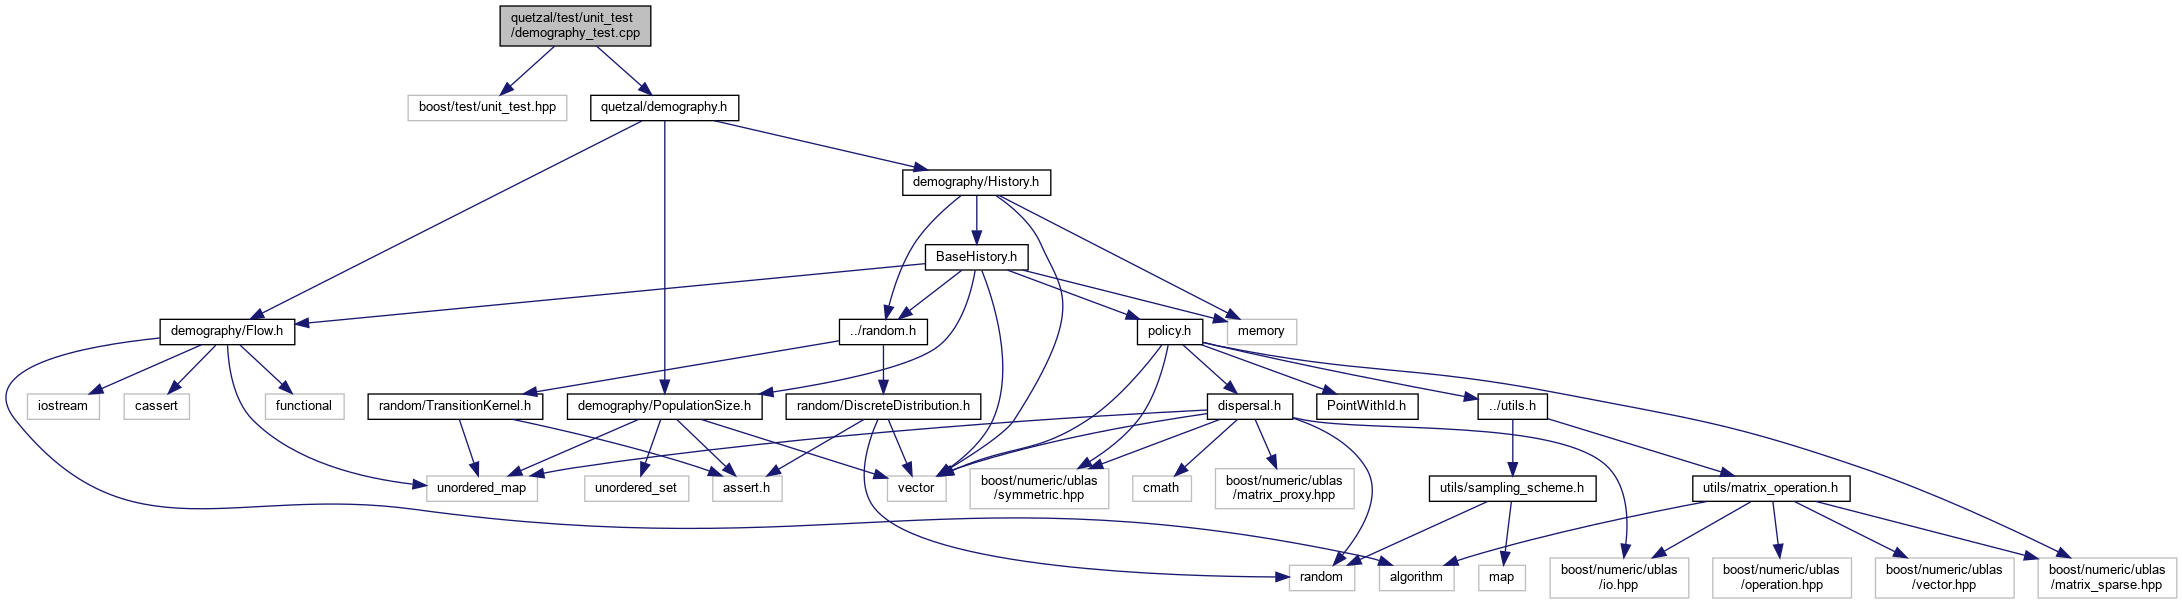 quetzal/test/unit_test
/demography_test.cpp
boost/test/unit_test.hpp
quetzal/demography.h
demography/History.h
BaseHistory.h
demography/Flow.h
../random.h
policy.h
memory
iostream
cassert
functional
random/TransitionKernel.h
demography/PopulationSize.h
random/DiscreteDistribution.h
dispersal.h
PointWithId.h
../utils.h
unordered_map
unordered_set
assert.h
vector
boost/numeric/ublas
/symmetric.hpp
cmath
boost/numeric/ublas
/matrix_proxy.hpp
utils/sampling_scheme.h
utils/matrix_operation.h
random
algorithm
map
boost/numeric/ublas
/io.hpp
boost/numeric/ublas
/operation.hpp
boost/numeric/ublas
/vector.hpp
boost/numeric/ublas
/matrix_sparse.hpp